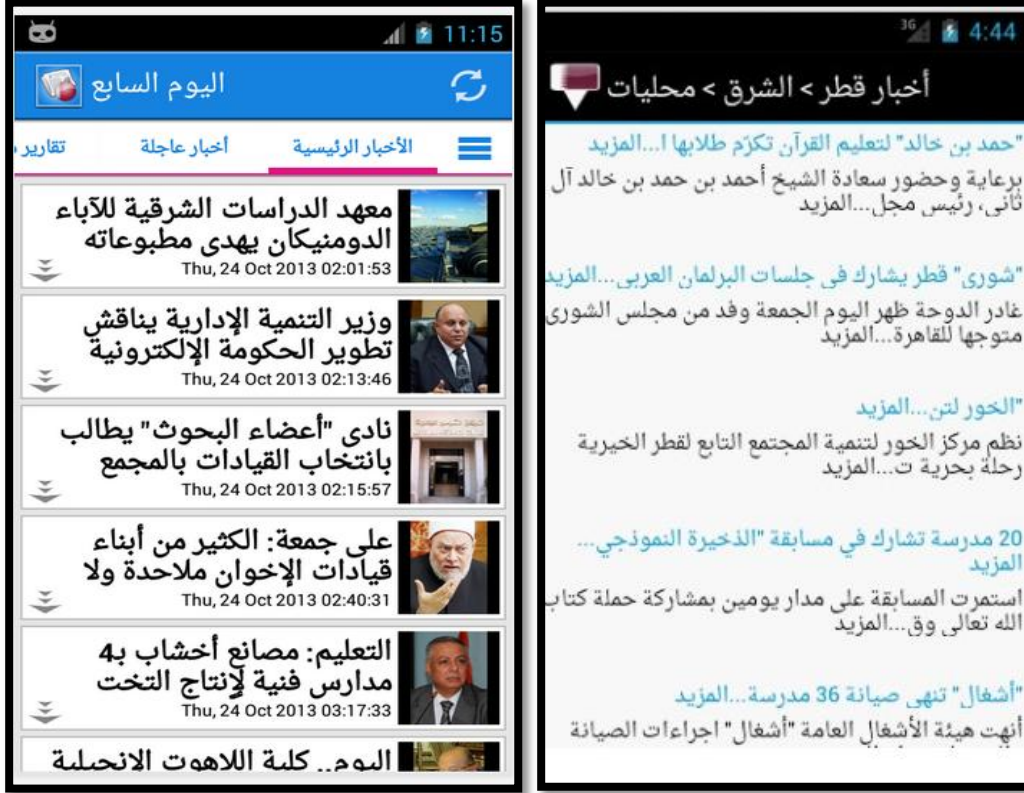 11:15
اليوم السابع
الأخبار الرئيسية
أخبار عاجلة
تقارير
معهد الدراسات الشرقية للآباء
الدومنيكان يهدى مطبوعاته
Thu, 24 Oct 2013 02:01:53
وزير التنمية الإدارية يناقش
تطوير الحكومة الإلكترونية
Thu, 24 Oct 2013 02:13:46
نادى "أعضاء البحوث" يطالب
بانتخاب القيادات بالمجمع
Thu, 24 Oct 2013 02:15:57
على جمعة: الكثير من أبناء
قيادات الإخوان ملاحدة ولا
Thu, 24 Oct 2013 02:40:31
التعليم: مصانع أخشاب بـ4
مدارس فنية لإنتاج التخت
Thu, 24 Oct 2013 03:17:33
اليوم.. كلية اللاهوت الإنجيلية
3G 4:44
أخبار قطر > الشرق > محليات
"حمد بن خالد" لتعليم القرآن تكرّم طلابها ا...المزيد
برعاية وحضور سعادة الشيخ أحمد بن حمد بن خالد آل
ثاني، رئيس مجل...المزيد
"شورى" قطر يشارك في جلسات البرلمان العربي...المزيد
غادر الدوحة ظهر اليوم الجمعة وفد من مجلس الشورى
متوجها للقاهرة...المزيد
"الخور لتن...المزيد
نظم مركز الخور لتنمية المجتمع التابع لقطر الخيرية
رحلة بحرية ت...المزيد
20 مدرسة تشارك في مسابقة "الذخيرة النموذجي...
المزيد
استمرت المسابقة على مدار يومين بمشاركة حملة كتاب
الله تعالى وق...المزيد
"أشغال" تنهي صيانة 36 مدرسة...المزيد
أنهت هيئة الأشغال العامة "أشغال" اجراءات الصيانة